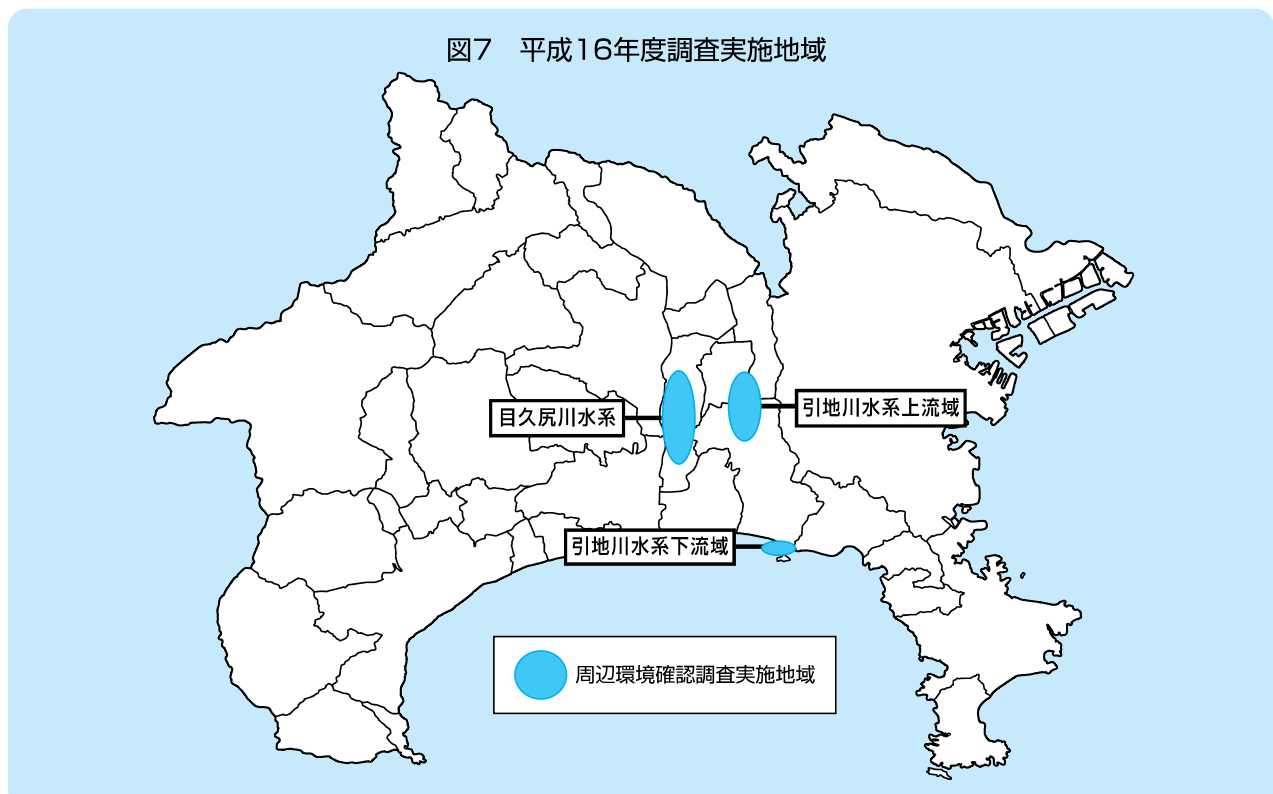 図7　平成16年度調査実施地域
目久尻川水系
引地川水系上流域
引地川水系下流域
周辺環境確認調査実施地域